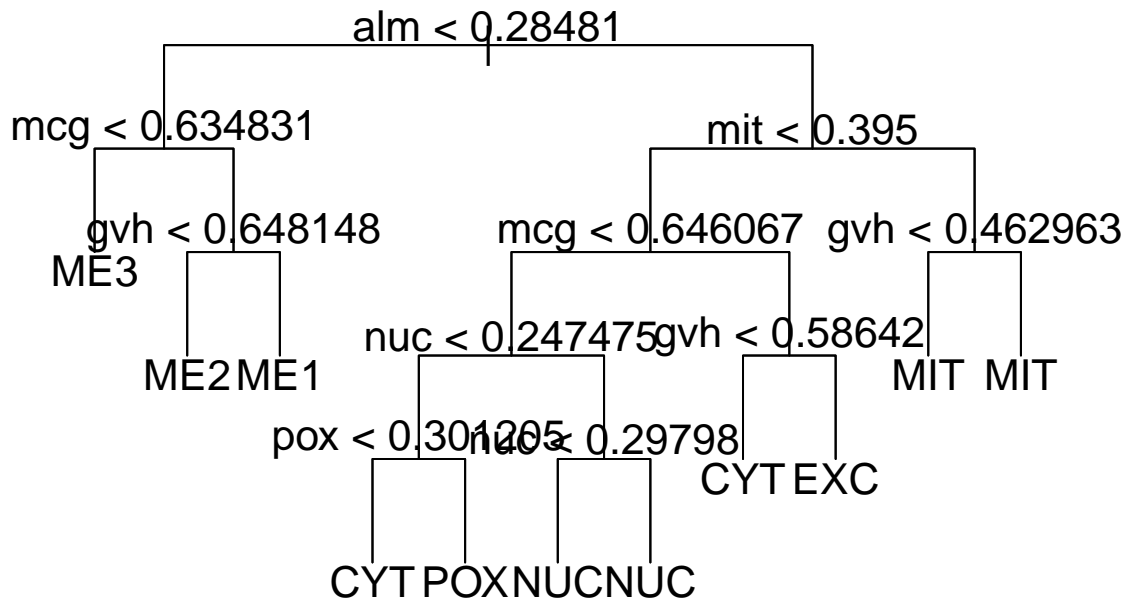 alm < 0.28481
mcg < 0.634831
mit < 0.395
gvh < 0.648148
mcg < 0.646067
gvh < 0.462963
ME3
nuc < 0.247475
gvh < 0.58642
ME2
ME1
MIT
MIT
pox < 0.301205
nuc < 0.29798
CYT
EXC
CYT
POX
NUC
NUC